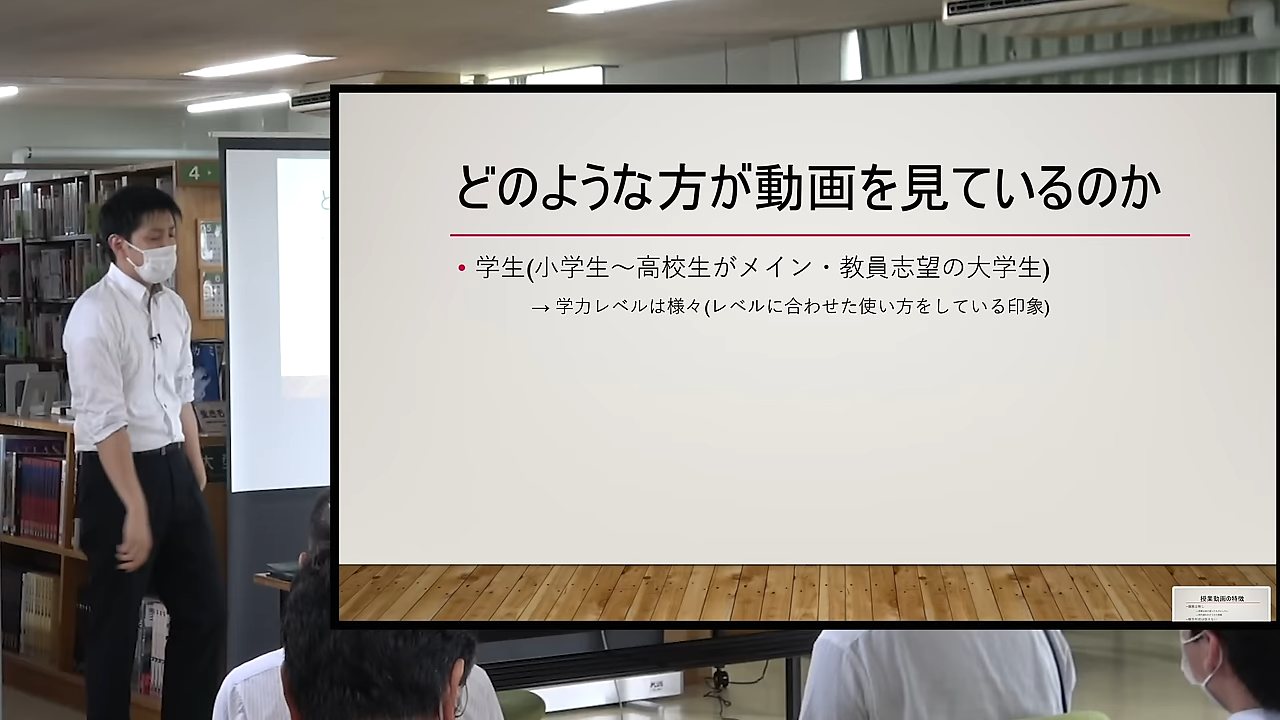 どのような方が動画を見ているのか
• 学生(小学生～高校生がメイン・教員志望の大学生)
→ 学力レベルは様々(レベルに合わせた使い方をしている印象)
授業動画の特徴
4
PLUS